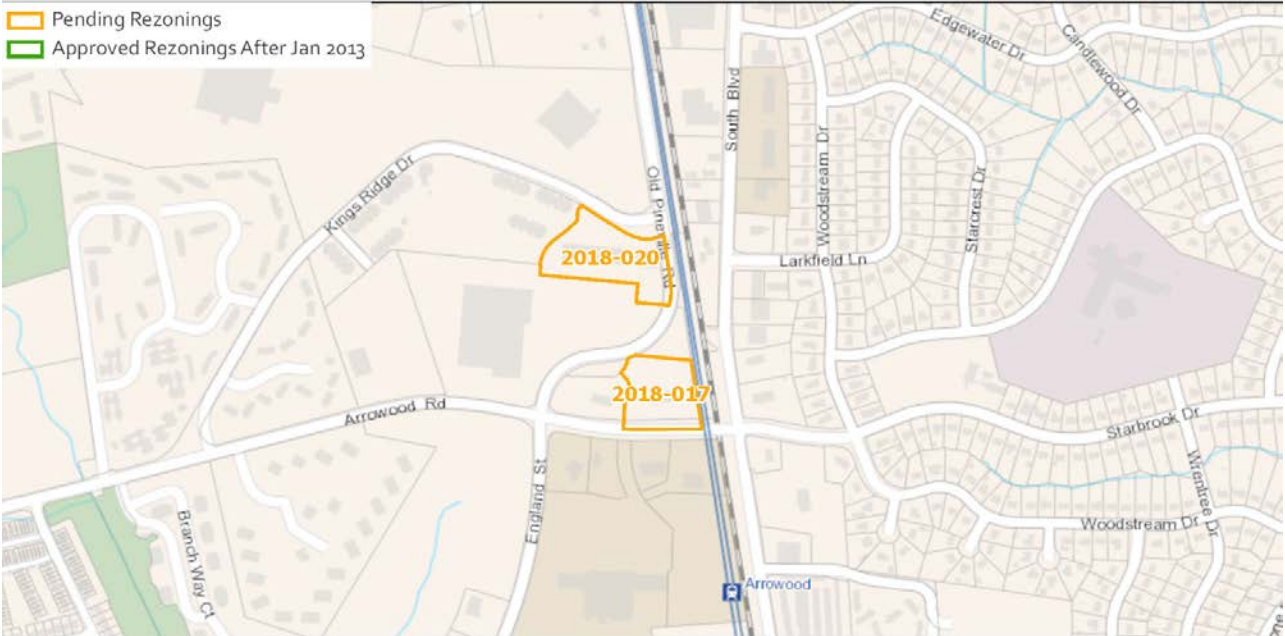 Pending Rezonings
Approved Rezonings After Jan 2013
Edgewater Dr
Candlewood Dr
South Blvd
Woodstream Dr
Kings Ridge Dr
Old Pineville Rd
Starcrest Dr
2018-020
Larkfield Ln
2018-017
Arrowood Rd
Starbrook Dr
England St
Wrentree Dr
Branch Way Ct
Woodstream Dr
Arrowood